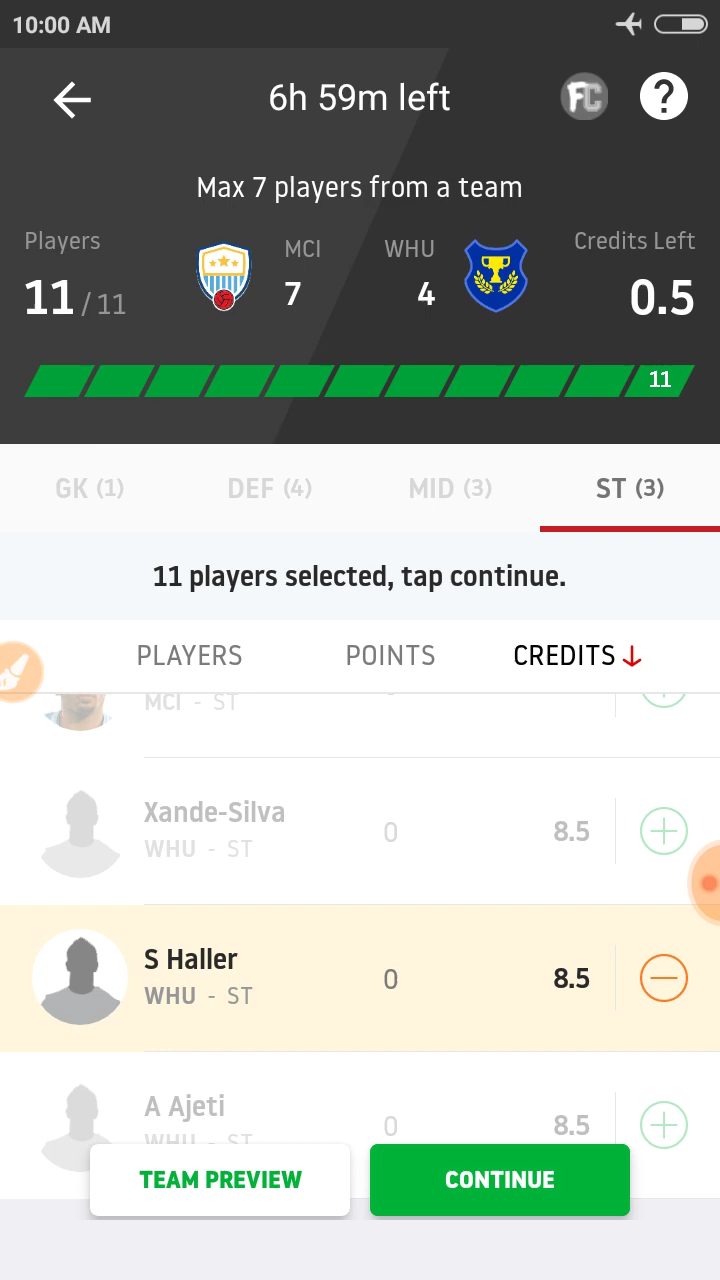 10:00 AM
6h 59m left
FC
?
Max 7 players from a team
Players
MCI
WHU
Credits Left
11 / 11
7
4
0.5
11
GK (1)
DEF (4)
MID (3)
ST (3)
11 players selected, tap continue.
PLAYERS
POINTS
CREDITS
MCI - ST
Xande-Silva
WHU - ST
0
8.5
S Haller
WHU - ST
0
8.5
A Ajeti
WHU - ST
0
8.5
TEAM PREVIEW
CONTINUE